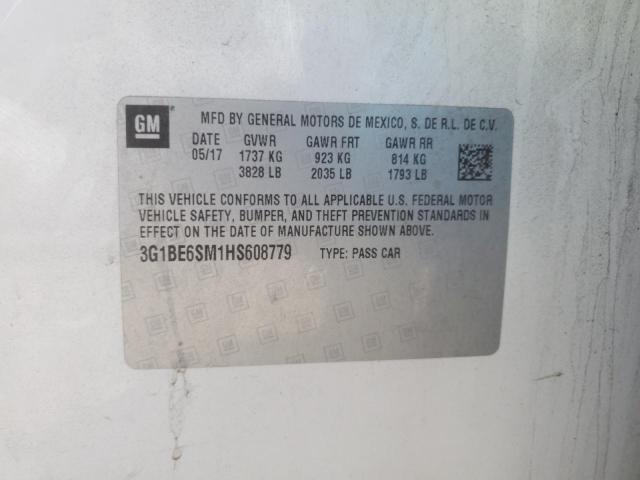 GM
MFD BY GENERAL MOTORS DE MEXICO, S. DE R.L. DE C.V.
DATE GVWR GAWR FRT GAWR RR
05/17 1737 KG 923 KG 814 KG
3828 LB 2035 LB 1793 LB
THIS VEHICLE CONFORMS TO ALL APPLICABLE U.S. FEDERAL MOTOR
VEHICLE SAFETY, BUMPER, AND THEFT PREVENTION STANDARDS IN
EFFECT ON THE DATE OF MANUFACTURE SHOWN ABOVE.
3G1BE6SM1HS608779 TYPE: PASS CAR